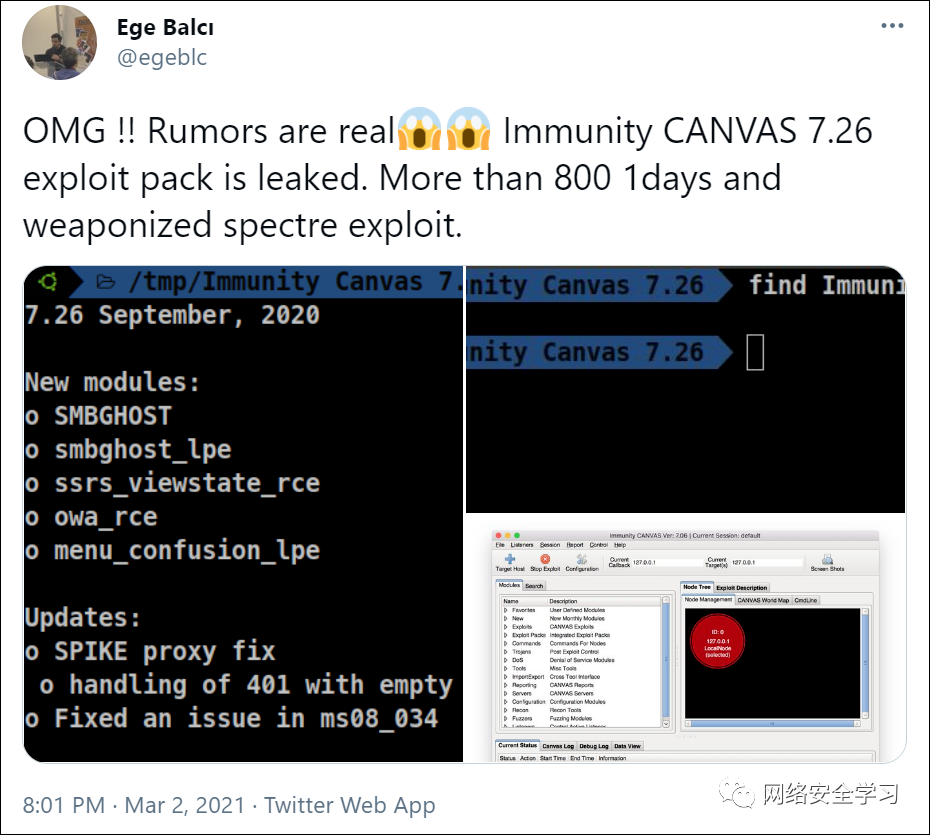 Ege Balcı
@egeblc
OMG !! Rumors are real😱😱 Immunity CANVAS 7.26
exploit pack is leaked. More than 800 1days and
weaponized spectre exploit.
/tmp/Immunity Canvas 7.
7.26 September, 2020
New modules:
o SMBGHOST
o smbghost_lpe
o ssrs_viewstate_rce
o owa_rce
o menu_confusion_lpe
Updates:
o SPIKE proxy fix
o handling of 401 with empty
o Fixed an issue in ms08_034
nity Canvas 7.26 find Immuni
nity Canvas 7.26
Immunity CANVAS Ver: 7.06 | Current Session: default
File Listeners Session Report Control Help
Target Host Stop Exploit Configuration
Current Callback 127.0.0.1
Current Target(s) 127.0.0.1
Screen Shots
Modules Search
Name Description
Favorites User Defined Modules
New New Monthly Modules
Exploits CANVAS Exploits
Exploit Packs Integrated Exploit Packs
Commands Commands For Nodes
Trojans Post Exploit Control
DoS Denial of Service Modules
Tools Misc Tools
ImportExport Cross Tool Interface
Reporting CANVAS Reports
Servers CANVAS Servers
Configuration Configuration Modules
Recon Recon Tools
Fuzzers Fuzzing Modules
Node Tree Exploit Description
Node Management CANVAS World Map CmdLine
ID: 0
127.0.0.1
LocalNode
(selected)
Current Status Canvas Log Debug Log Data View
Status Action Start Time End Time Information
8:01 PM · Mar 2, 2021 · Twitter Web App
网络安全学习